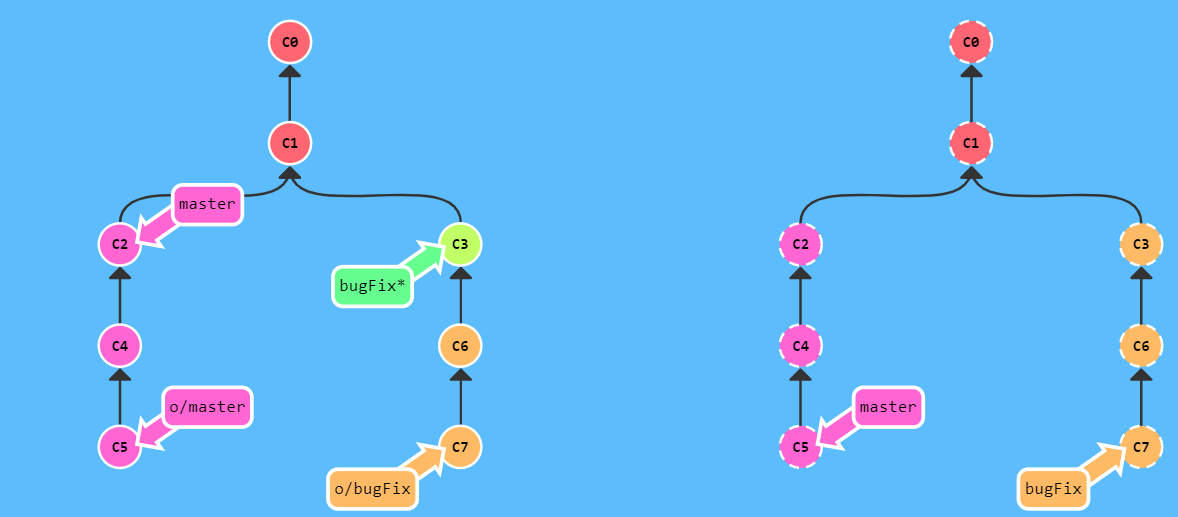 C0
C1
master
C2
C3
bugFix*
C4
C6
o/master
C5
C7
o/bugFix
C0
C1
C2
C3
C4
C6
master
C5
C7
bugFix